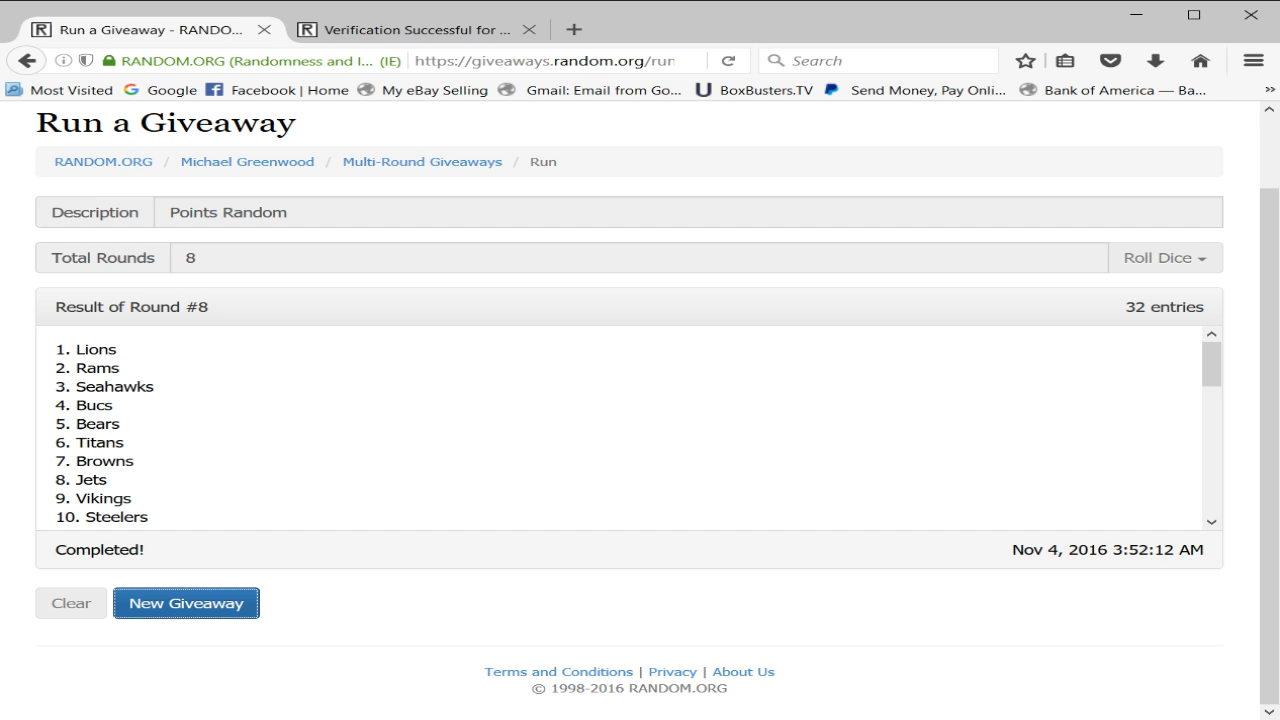 Run a Giveaway - RANDO...
Verification Successful for ...
RANDOM.ORG (Randomness and I... (IE)
https://giveaways.random.org/run
Search
Most Visited
Google
Facebook | Home
My eBay Selling
Gmail: Email from Go...
BoxBusters.TV
Send Money, Pay Onli...
Bank of America — Ba...
Run a Giveaway
RANDOM.ORG / Michael Greenwood / Multi-Round Giveaways / Run
Description Points Random
Total Rounds 8 Roll Dice
Result of Round #8 32 entries
1. Lions
2. Rams
3. Seahawks
4. Bucs
5. Bears
6. Titans
7. Browns
8. Jets
9. Vikings
10. Steelers
Completed! Nov 4, 2016 3:52:12 AM
Clear New Giveaway
Terms and Conditions | Privacy | About Us
© 1998-2016 RANDOM.ORG